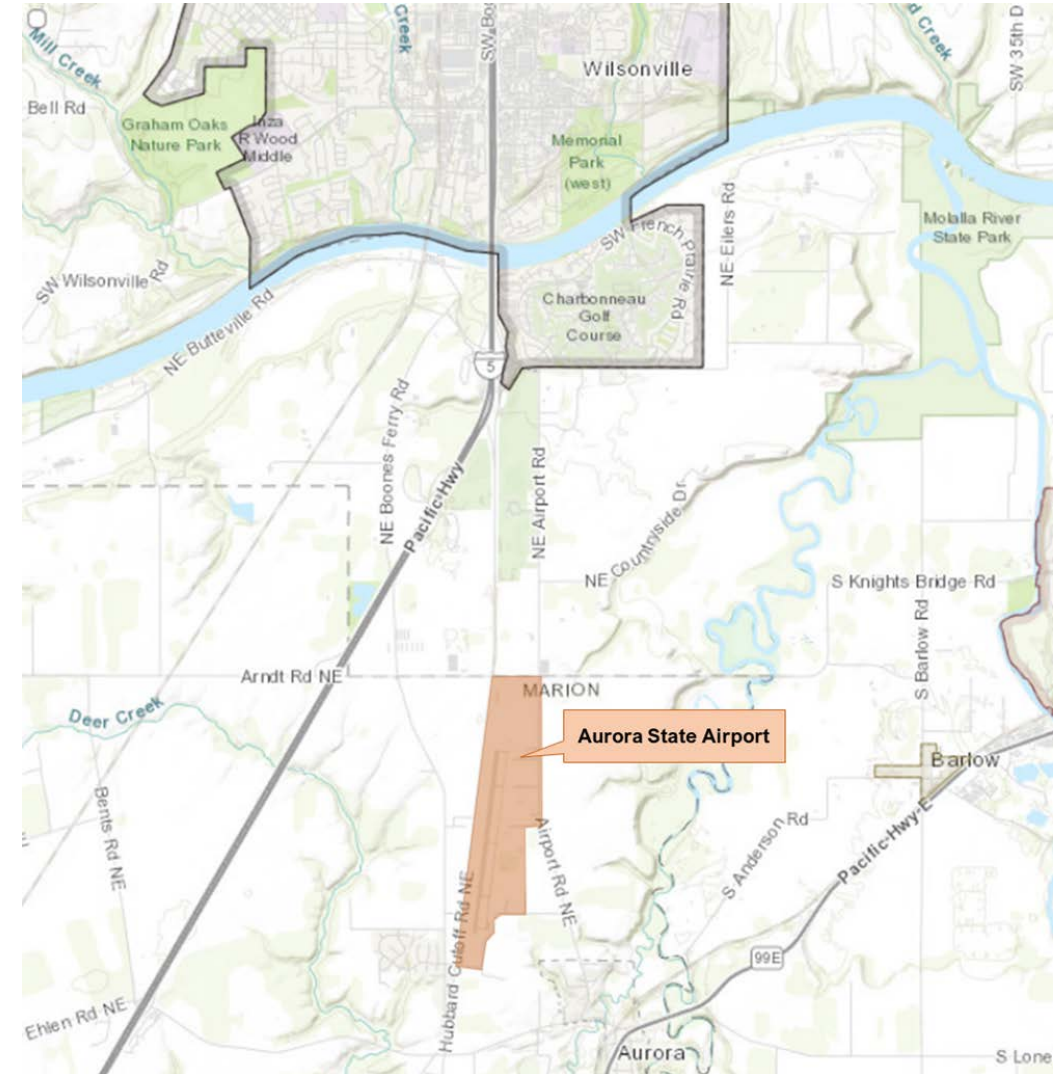 Mill Creek
Creek
SW Bo
d Creek
SW 35th D
Wilsonville
Bell Rd
Graham Oaks
Nature Park
Inza
R Wood
Middle
Memorial
Park
(west)
NE Eilers Rd
Molalla River
State Park
SW French Prairie Rd
SW Wilsonville Rd
NE Butteville Rd
Charbonneau
Golf
Course
5
NE Boones Ferry Rd
Pacific Hwy
NE Airport Rd
NE Countryside Dr
S Knights Bridge Rd
S Barlow Rd
Arndt Rd NE
MARION
Deer Creek
Aurora State Airport
Barlow
Bents Rd NE
Airport Rd NE
S Anderson Rd
Pacific Hwy E
Hubbard Cutoff Rd NE
99E
Ehlen Rd NE
Aurora
S Lone